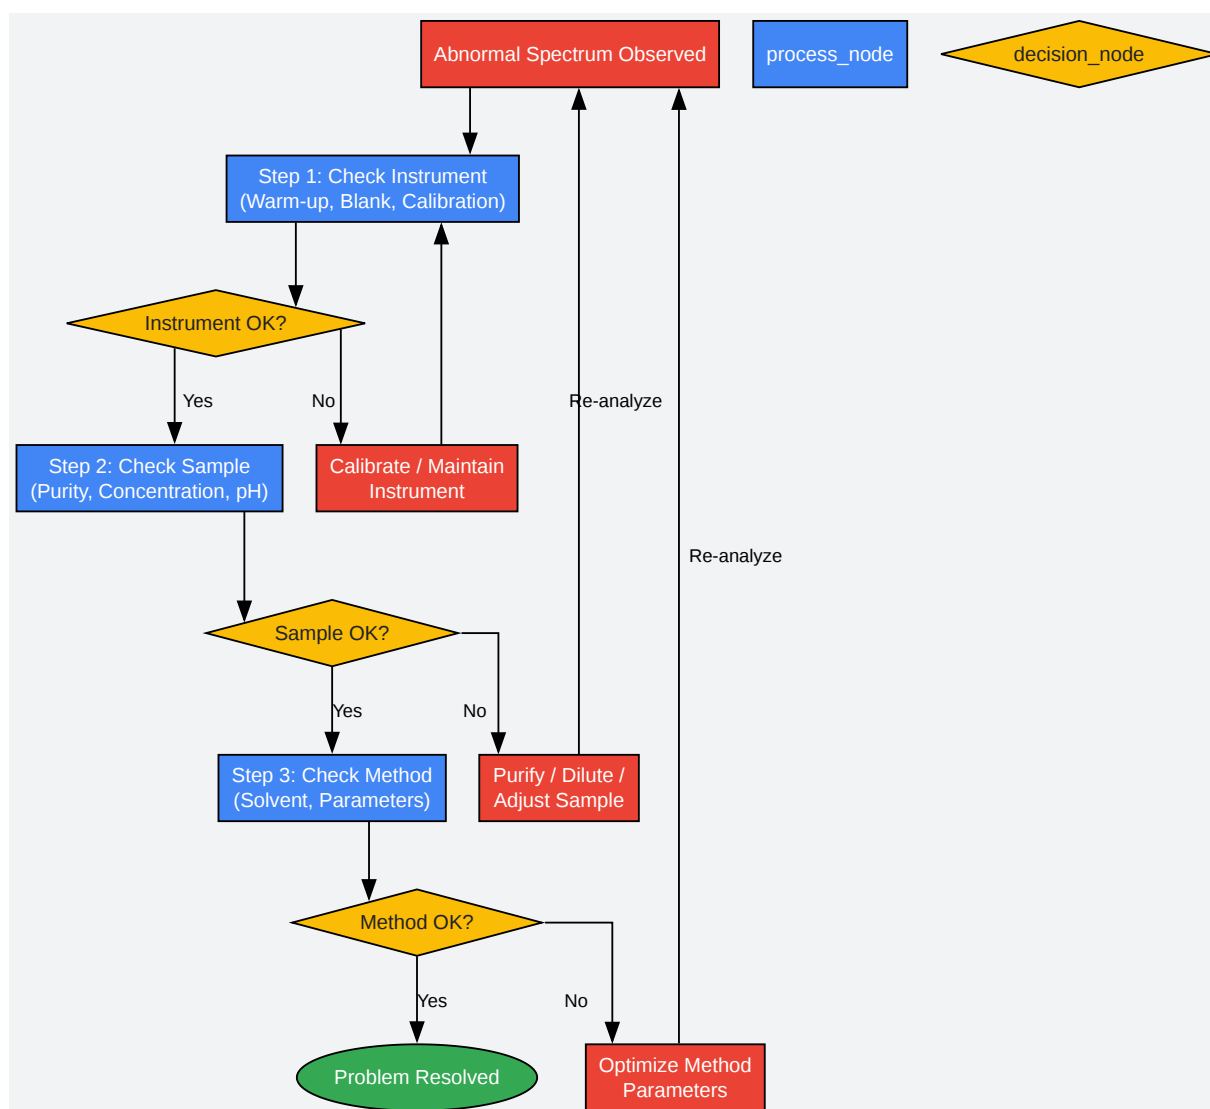 Abnormal Spectrum Observed
process_node
decision_node
Step 1: Check Instrument
(Warm-up, Blank, Calibration)
Instrument OK?
Yes
No
Re-analyze
Step 2: Check Sample
(Purity, Concentration, pH)
Calibrate / Maintain
Instrument
Re-analyze
Sample OK?
Yes
No
Step 3: Check Method
(Solvent, Parameters)
Purify / Dilute /
Adjust Sample
Method OK?
Yes
No
Problem Resolved
Optimize Method
Parameters